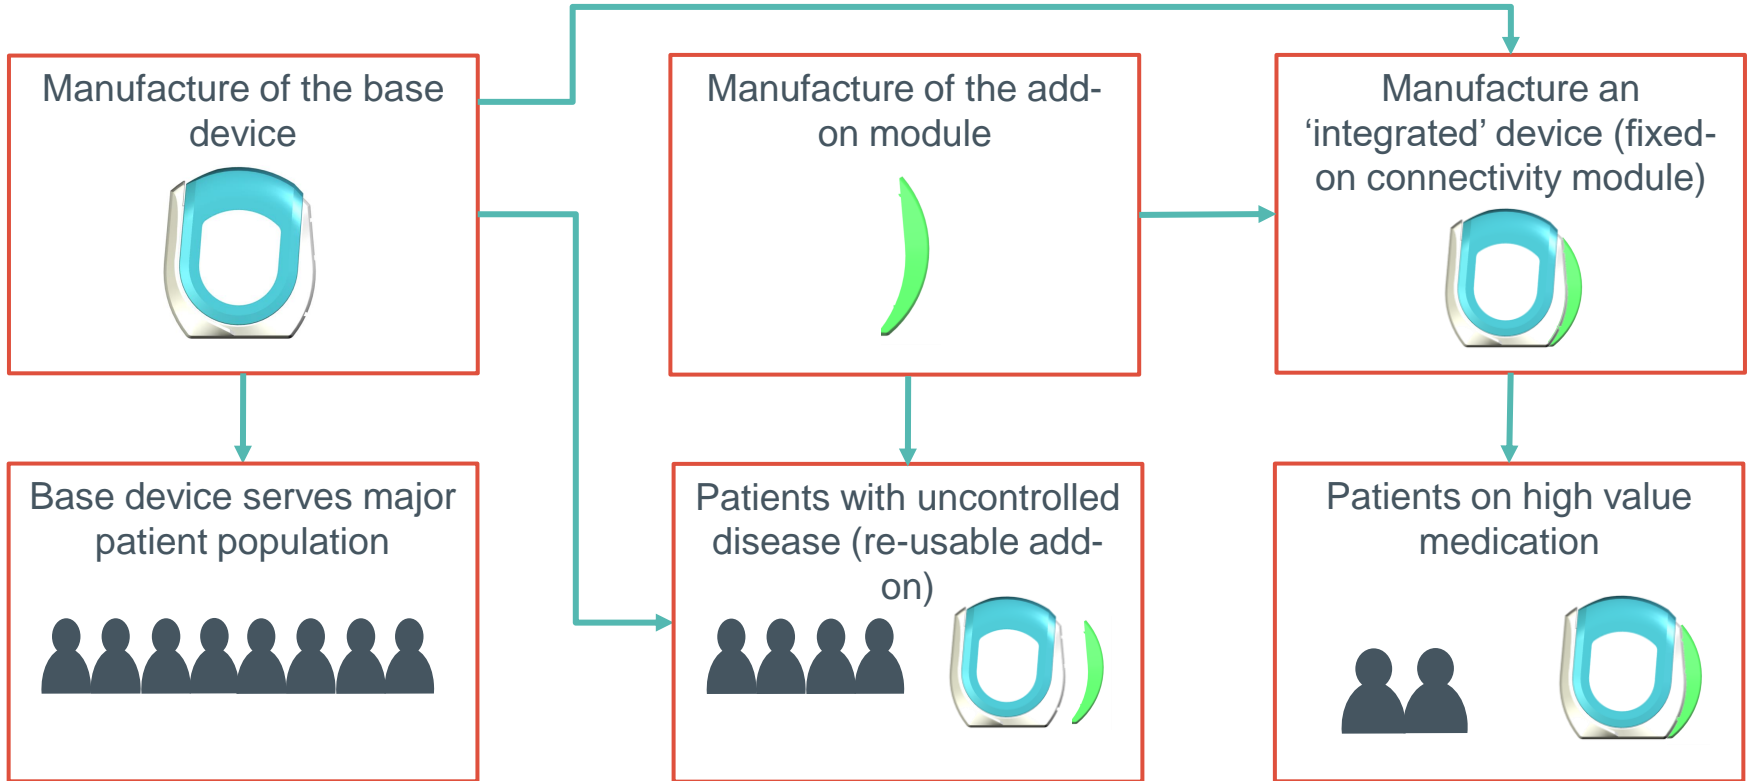 Manufacture of the base
device
Manufacture of the add-
on module
Manufacture an
‘integrated’ device (fixed-
on connectivity module)
Base device serves major
patient population
Patients with uncontrolled
disease (re-usable add-
on)
Patients on high value
medication